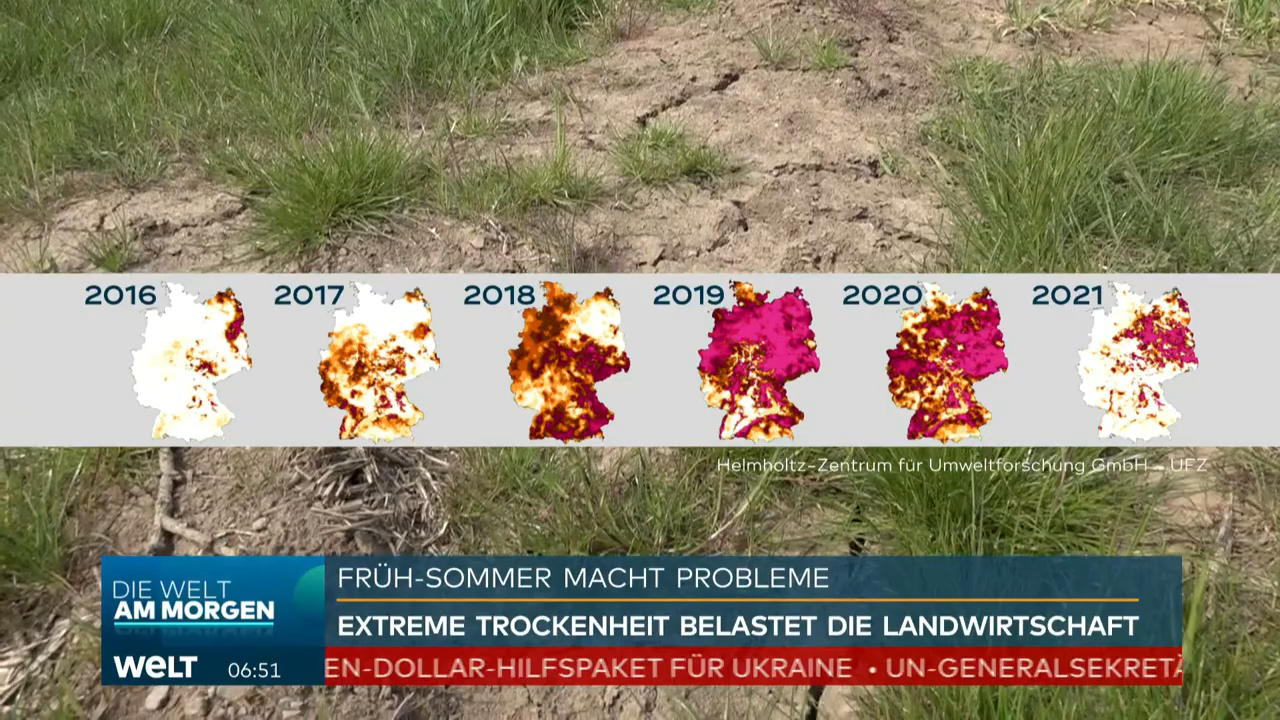 2016 2017 2018 2019 2020 2021
Helmholtz-Zentrum für Umweltforschung GmbH - UFZ
DIE WELT
AM MORGEN
FRÜH-SOMMER MACHT PROBLEME
EXTREME TROCKENHEIT BELASTET DIE LANDWIRTSCHAFT
welt 06:51
EN-DOLLAR-HILFSPAKET FÜR UKRAINE • UN-GENERALSEKRETÄ